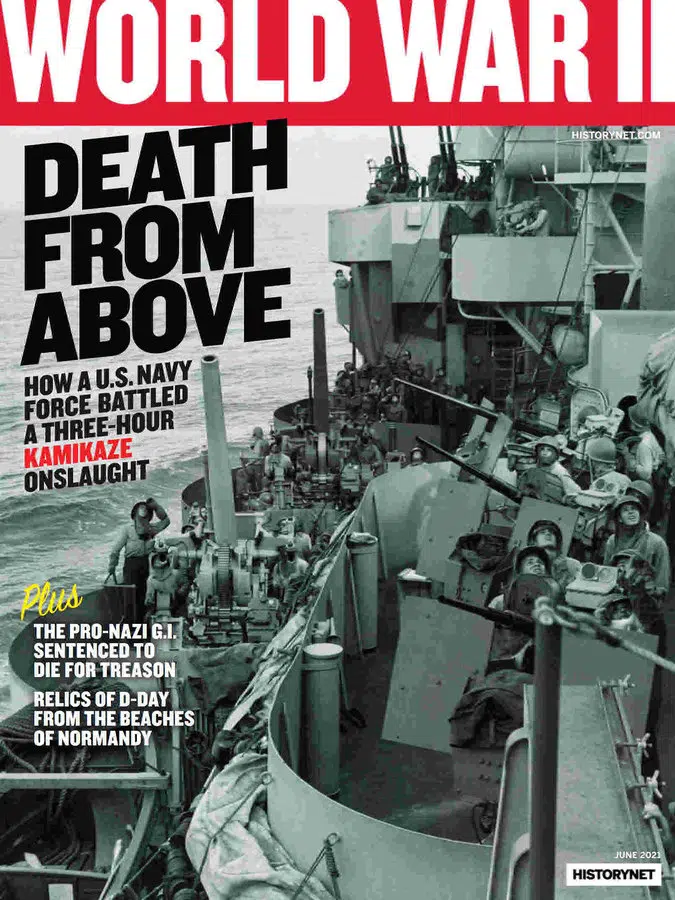 WORLD WAR II
HISTORYNET.COM
DEATH
FROM
ABOVE
HOW A U.S. NAVY
FORCE BATTLED
A THREE-HOUR
KAMIKAZE
ONSLAUGHT
Plus
THE PRO-NAZI G.I.
SENTENCED TO
DIE FOR TREASON
RELICS OF D-DAY
FROM THE BEACHES
OF NORMANDY
JUNE 2021
HISTORYNET